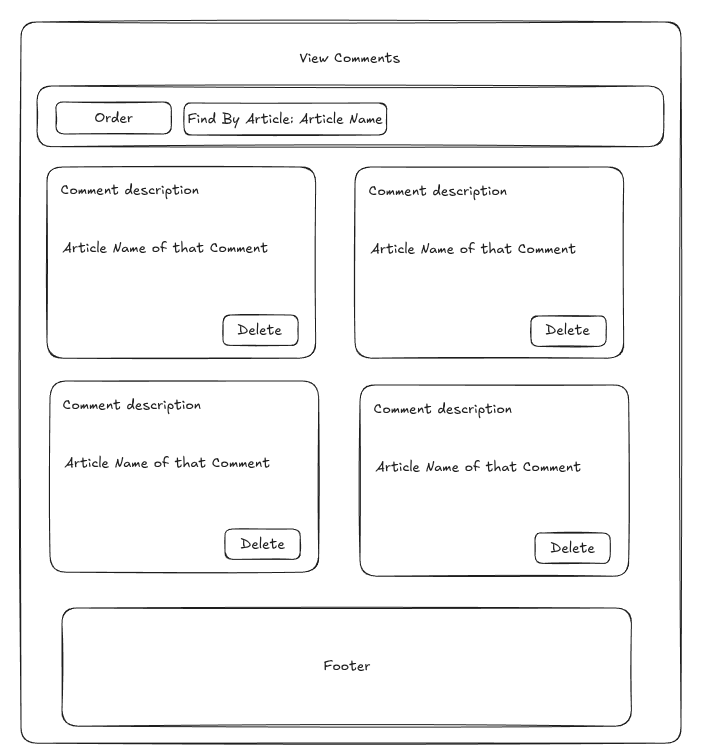 View Comments
Order
Find By Article: Article Name
Comment description
Article Name of that Comment
Delete
Comment description
Article Name of that Comment
Delete
Comment description
Article Name of that Comment
Delete
Comment description
Article Name of that Comment
Delete
Footer